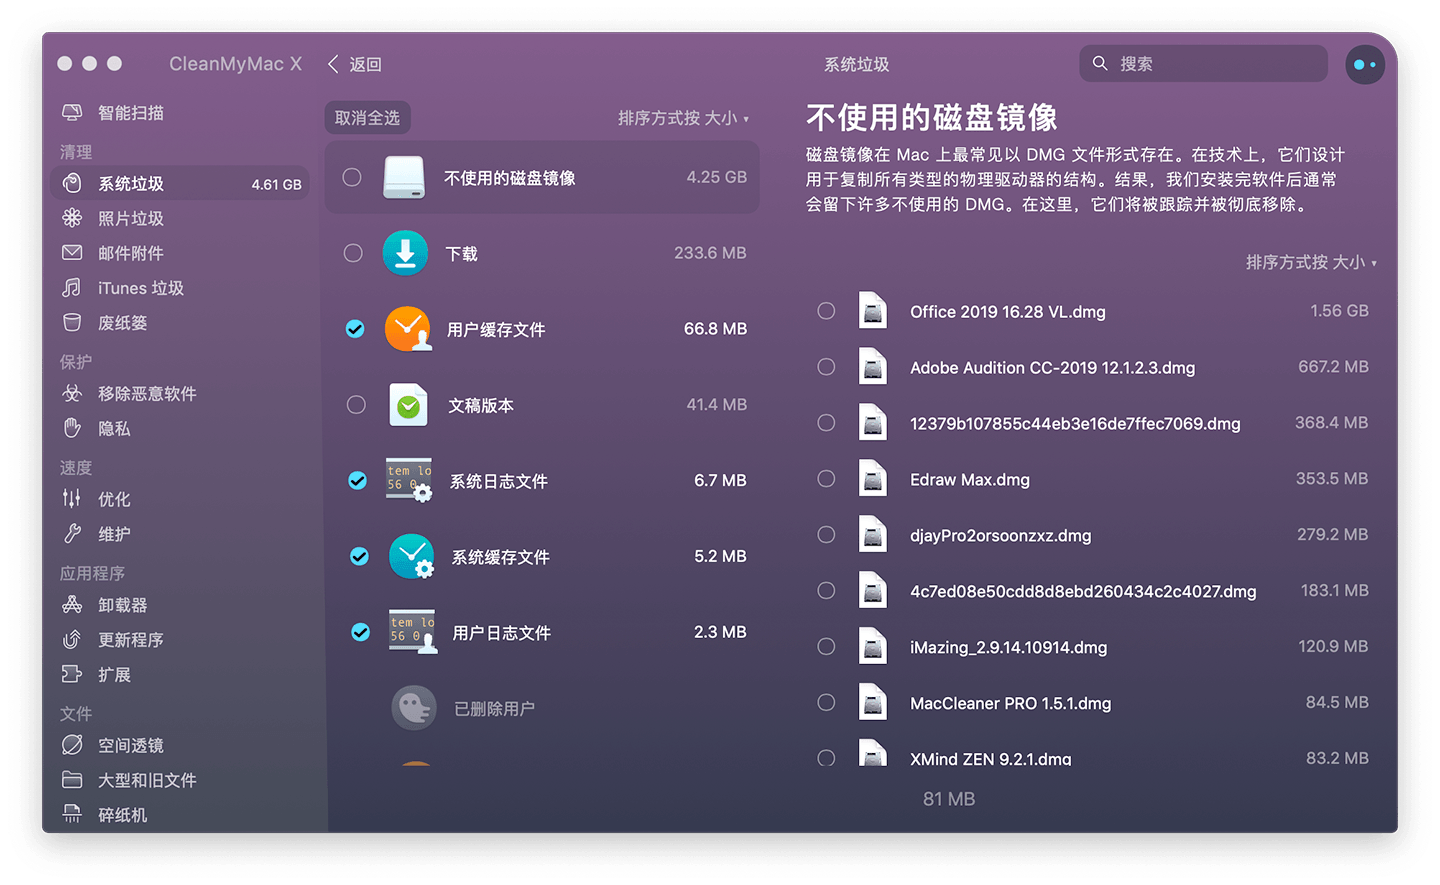 CleanMyMac X
返回
系统垃圾
搜索
智能扫描
清理
系统垃圾 4.61 GB
照片垃圾
邮件附件
iTunes 垃圾
废纸篓
保护
移除恶意软件
隐私
速度
优化
维护
应用程序
卸载器
更新程序
扩展
文件
空间透镜
大型和旧文件
碎纸机
取消全选
排序方式按 大小
不使用的磁盘镜像 4.25 GB
下载 233.6 MB
用户缓存文件 66.8 MB
文稿版本 41.4 MB
tem lo
56 0
系统日志文件 6.7 MB
系统缓存文件 5.2 MB
tem lo
56 0
用户日志文件 2.3 MB
已删除用户
不使用的磁盘镜像
磁盘镜像在 Mac 上最常见以 DMG 文件形式存在。在技术上，它们设计
用于复制所有类型的物理驱动器的结构。结果，我们安装完软件后通常
会留下许多不使用的 DMG。在这里，它们将被跟踪并被彻底移除。
排序方式按 大小
Office 2019 16.28 VL.dmg 1.56 GB
Adobe Audition CC-2019 12.1.2.3.dmg 667.2 MB
12379b107855c44eb3e16de7ffec7069.dmg 368.4 MB
Edraw Max.dmg 353.5 MB
djayPro2orsoonzxz.dmg 279.2 MB
4c7ed08e50cdd8d8ebd260434c2c4027.dmg 183.1 MB
iMazing_2.9.14.10914.dmg 120.9 MB
MacCleaner PRO 1.5.1.dmg 84.5 MB
XMind ZEN 9.2.1.dmg 83.2 MB
81 MB